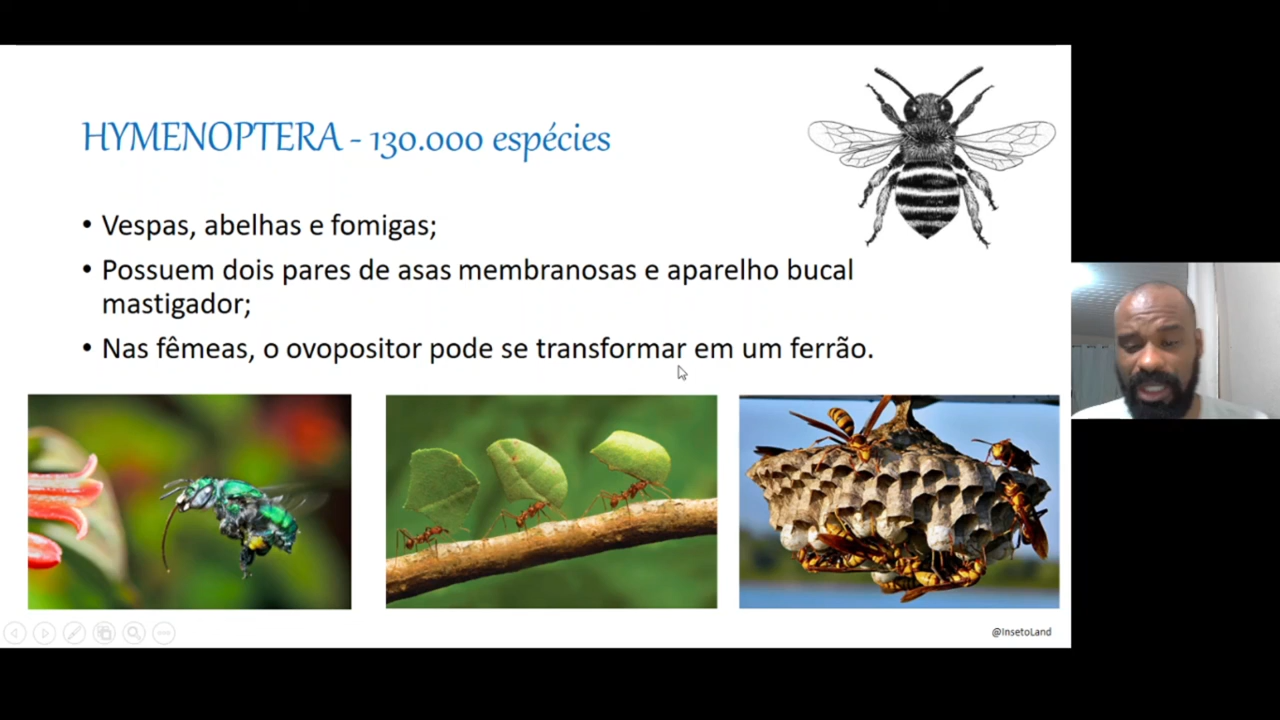 HYMENOPTERA - 130.000 espécies
• Vespas, abelhas e fomigas;
• Possuem dois pares de asas membranosas e aparelho bucal
mastigador;
• Nas fêmeas, o ovopositor pode se transformar em um ferrão.
@InsetoLand